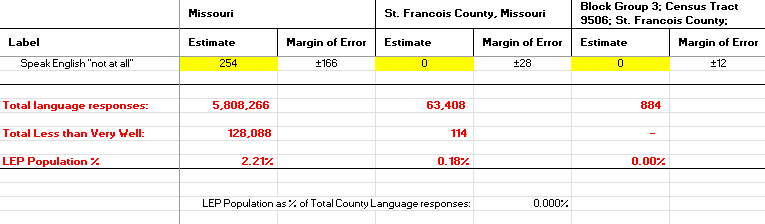 Missouri St. Francois County, Missouri Block Group 3; Census Tract 9506; St. Francois County;
Label Estimate Margin of Error Estimate Margin of Error Estimate Margin of Error
Speak English "not at all" 254 ±166 0 ±28 0 ±12
Total language responses: 5,808,266 63,408 884
Total Less than Very Well: 128,088 114 -
LEP Population % 2.21% 0.18% 0.00%
LEP Population as % of Total County Language responses: 0.000%